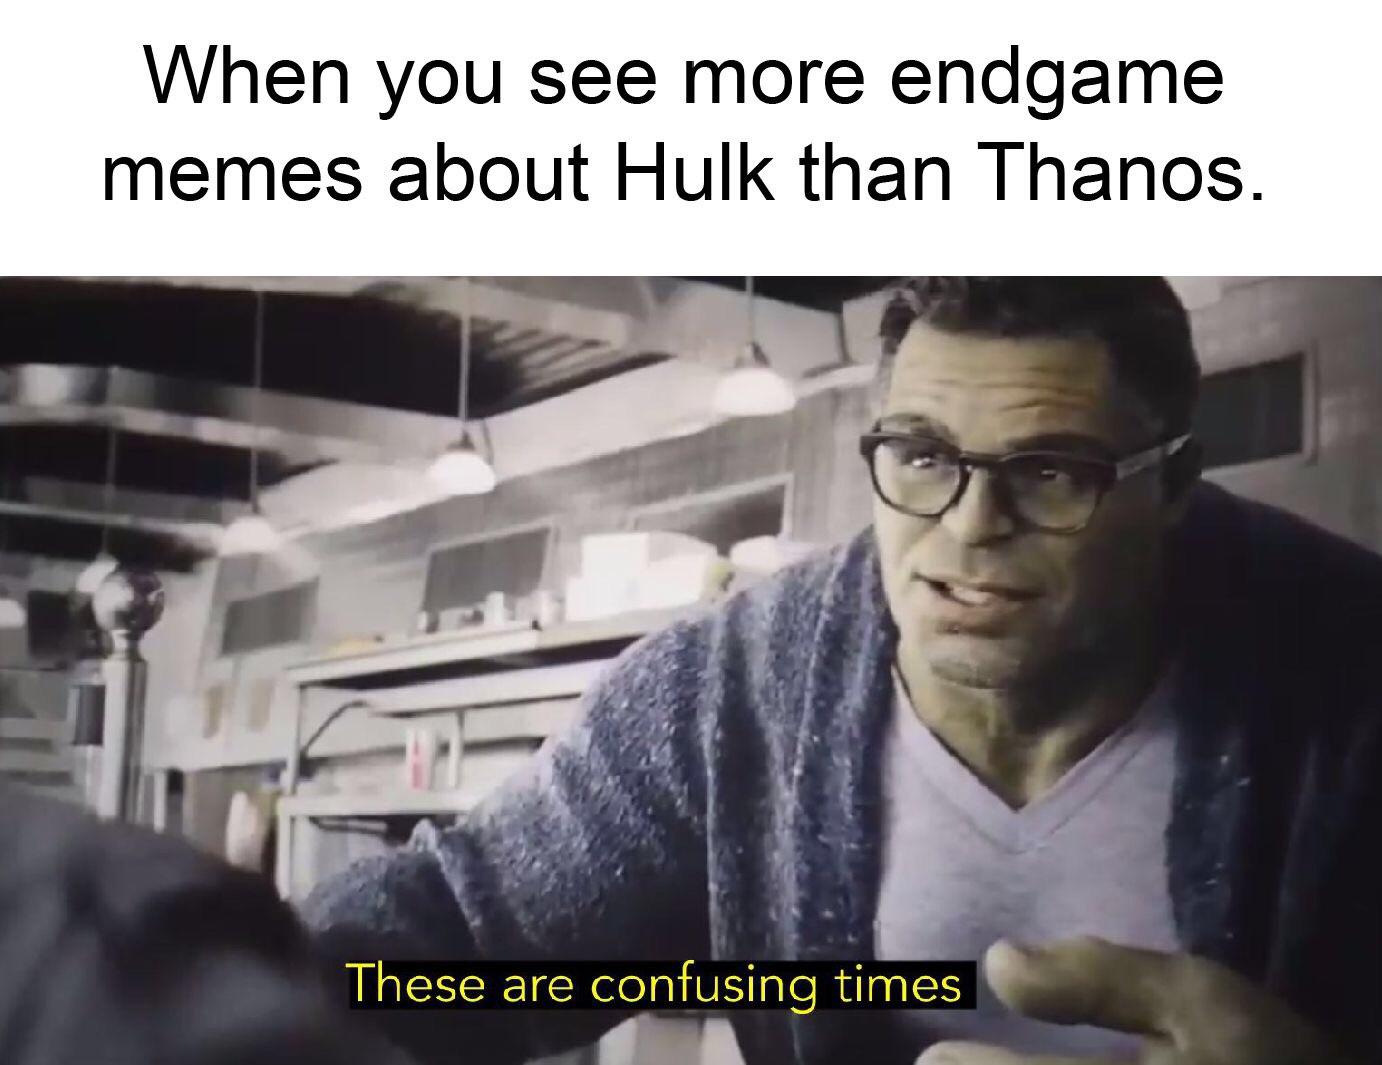 When you see more endgame
memes about Hulk than Thanos.
These are confusing times